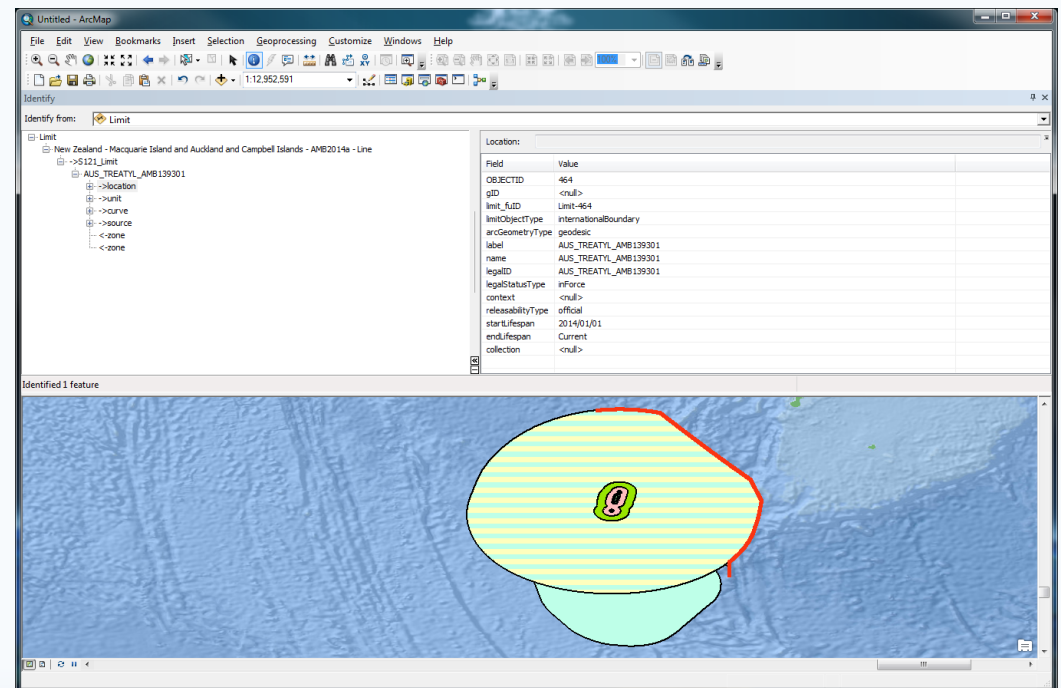 Untitled - ArcMap
File Edit View Bookmarks Insert Selection Geoprocessing Customize Windows Help
1:12,952,591
Identify
Identify from: Limit
Limit
New Zealand - Macquarie Island and Auckland and Campbell Islands - AMB2014a - Line
->S121_Limit
AUS_TREATYL_AMB139301
->location
->unit
->curve
->source
<-zone
<-zone
Location:
Field Value
OBJECTID 464
gID <null>
limit_fuID Limit-464
limitObjectType internationalBoundary
arcGeometryType geodesic
label AUS_TREATYL_AMB139301
name AUS_TREATYL_AMB139301
legalID AUS_TREATYL_AMB139301
legalStatusType inForce
context <null>
releasabilityType official
startLifespan 2014/01/01
endLifespan Current
collection <null>
Identified 1 feature